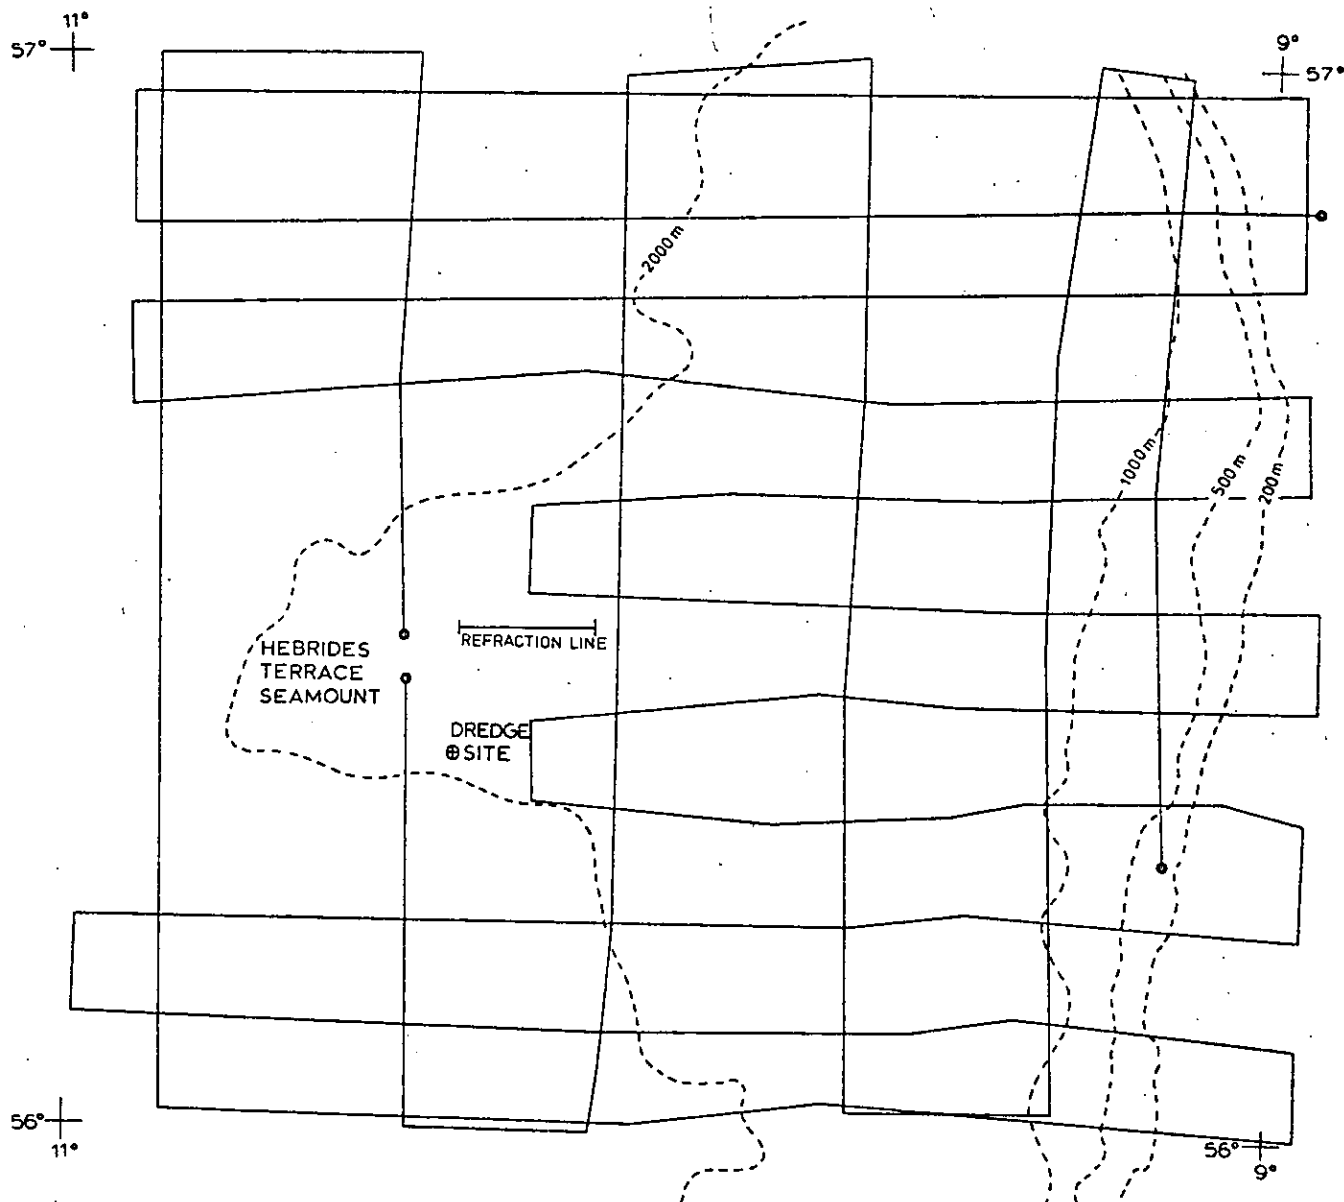 11°
57°
9°
57°
2000m
1000m
500m
200m
REFRACTION LINE
HEBRIDES
TERRACE
SEAMOUNT
DREDGE
SITE
56°
11°
56°
9°